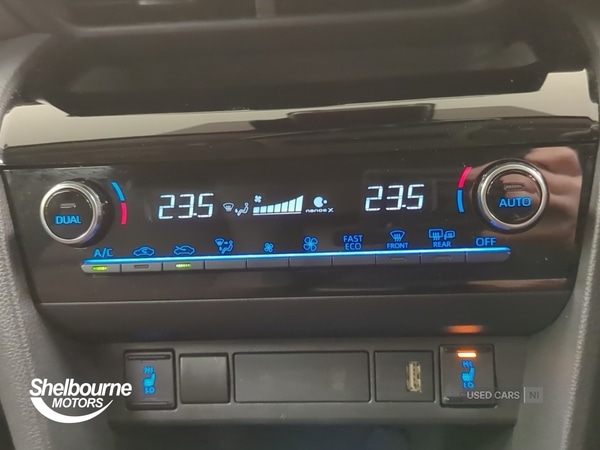 23.5 nanoe X 23.5
DUAL AUTO
A/C FAST ECO FRONT REAR OFF
HI LO HI LO
Shelbourne MOTORS
USED CARS NI